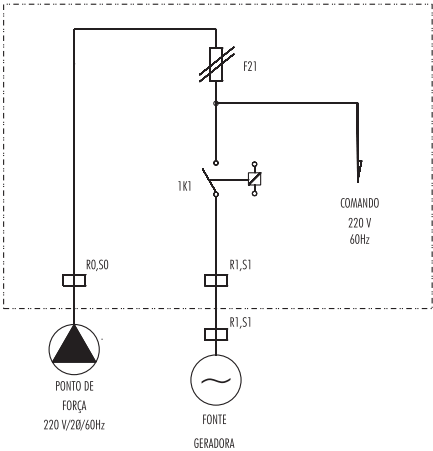 F21
1K1
COMANDO
220 V
60Hz
R0,S0
R1,S1
R1,S1
PONTO DE
FORÇA
220 V/2Ø/60Hz
FONTE
GERADORA